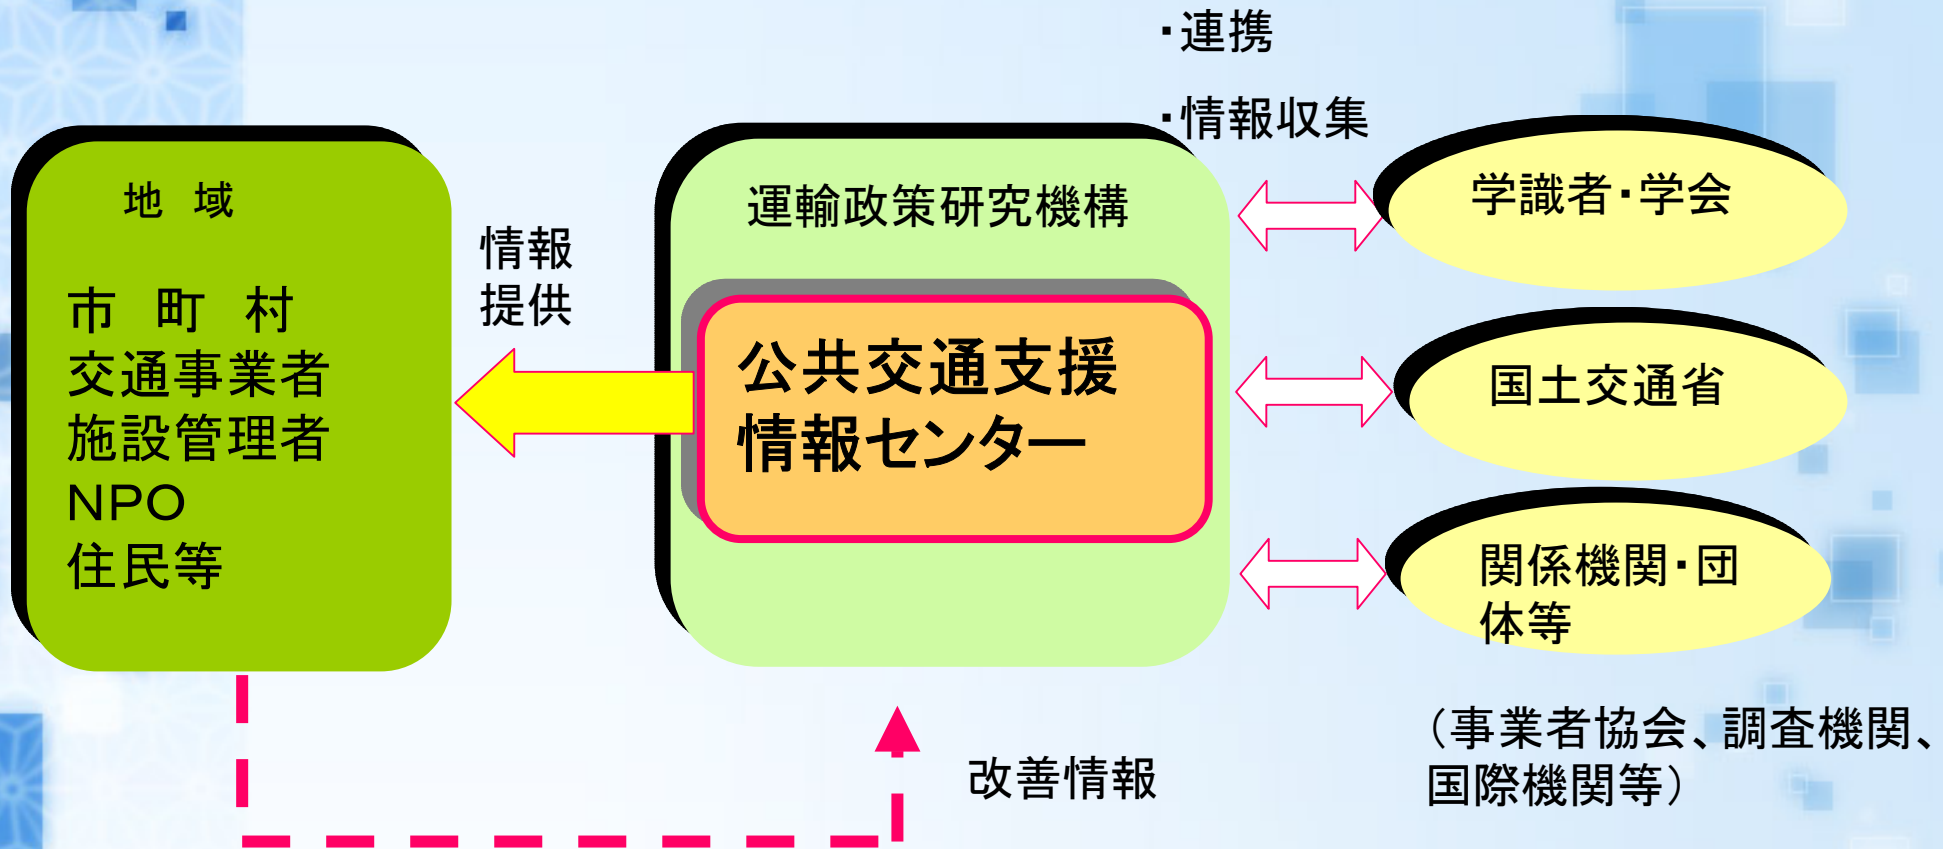 ・連携
・情報収集
地 域
市 町 村
交通事業者
施設管理者
NPO
住民等
情報
提供
運輸政策研究機構
公共交通支援
情報センター
学識者・学会
国土交通省
関係機関・団
体等
（事業者協会、調査機関、
国際機関等）
改善情報